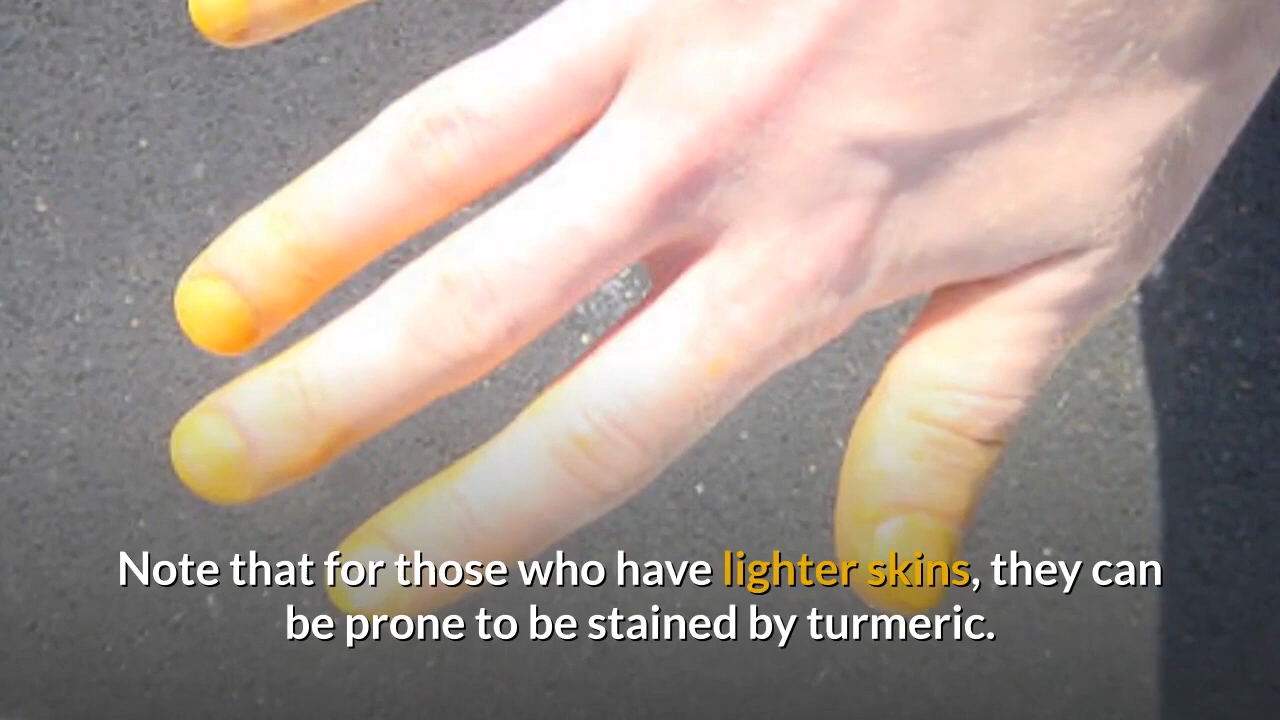 Note that for those who have lighter skins, they can
be prone to be stained by turmeric.